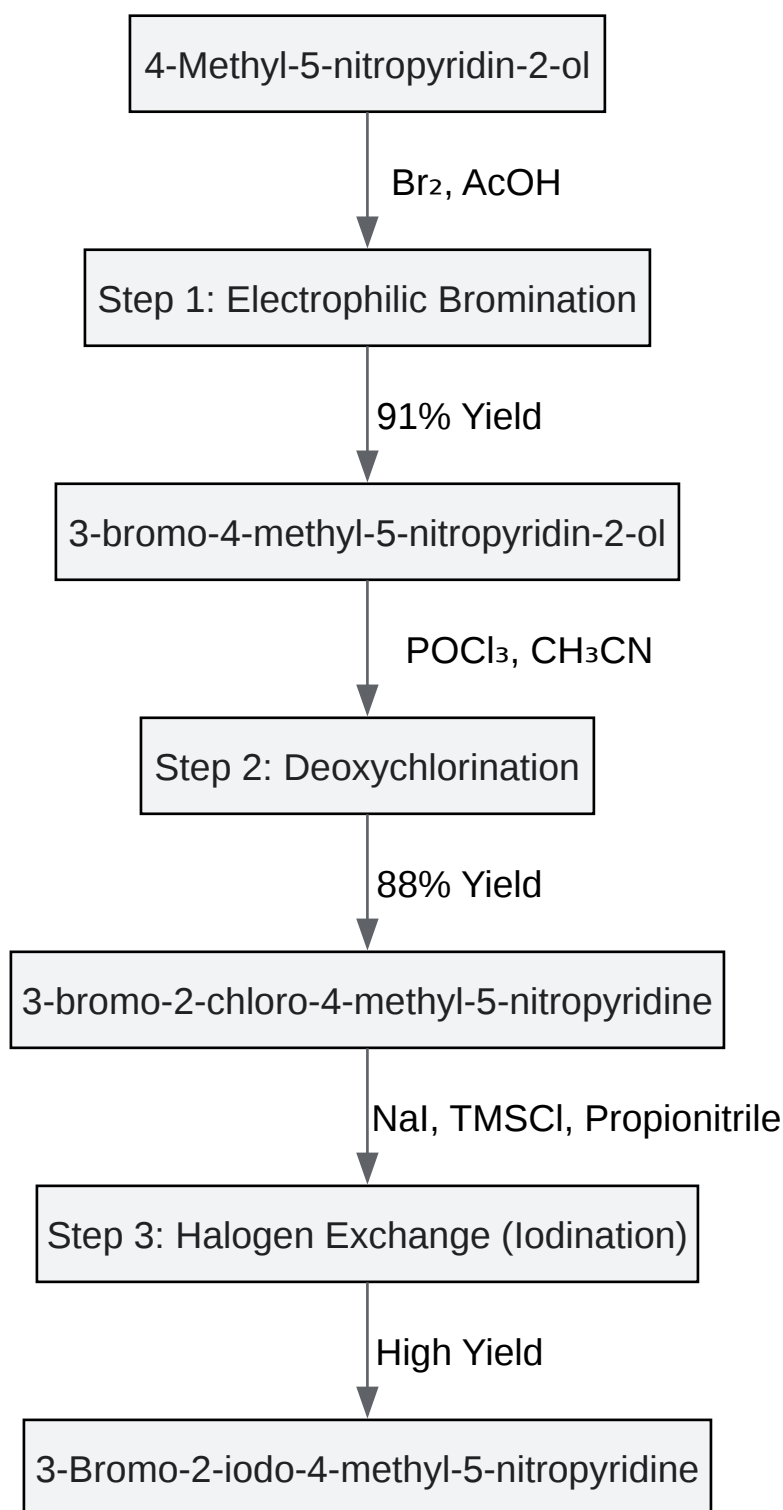 4-Methyl-5-nitropyridin-2-ol
Br₂, AcOH
Step 1: Electrophilic Bromination
91% Yield
3-bromo-4-methyl-5-nitropyridin-2-ol
POCl₃, CH₃CN
Step 2: Deoxychlorination
88% Yield
3-bromo-2-chloro-4-methyl-5-nitropyridine
NaI, TMSCl, Propionitrile
Step 3: Halogen Exchange (Iodination)
High Yield
3-Bromo-2-iodo-4-methyl-5-nitropyridine